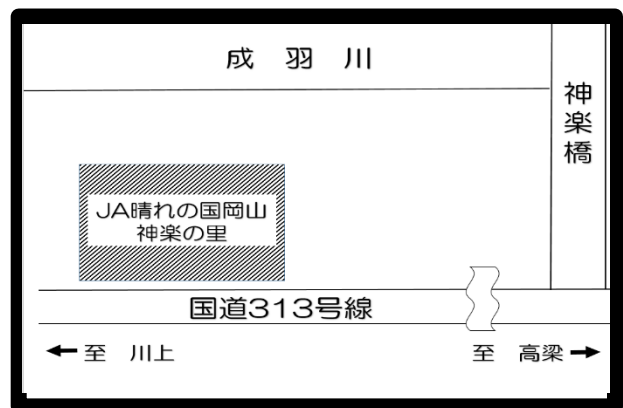 成 羽 川
神楽橋
JA晴れの国岡山
神楽の里
国道313号線
←至 川上
至 高梁→